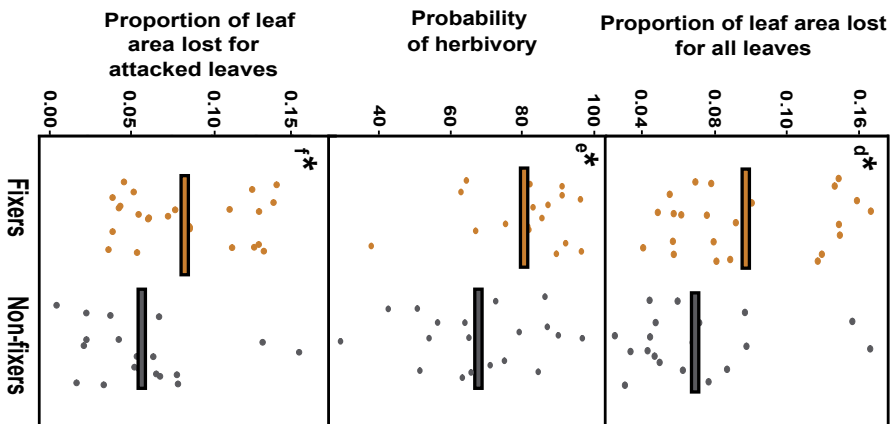 Proportion of leaf
area lost for
attacked leaves
Probability
of herbivory
Proportion of leaf area lost
for all leaves
0.00
0.05
0.10
0.15
40
60
80
100
0.04
0.08
0.10
0.16
f*
e*
d*
Fixers
Non-fixers